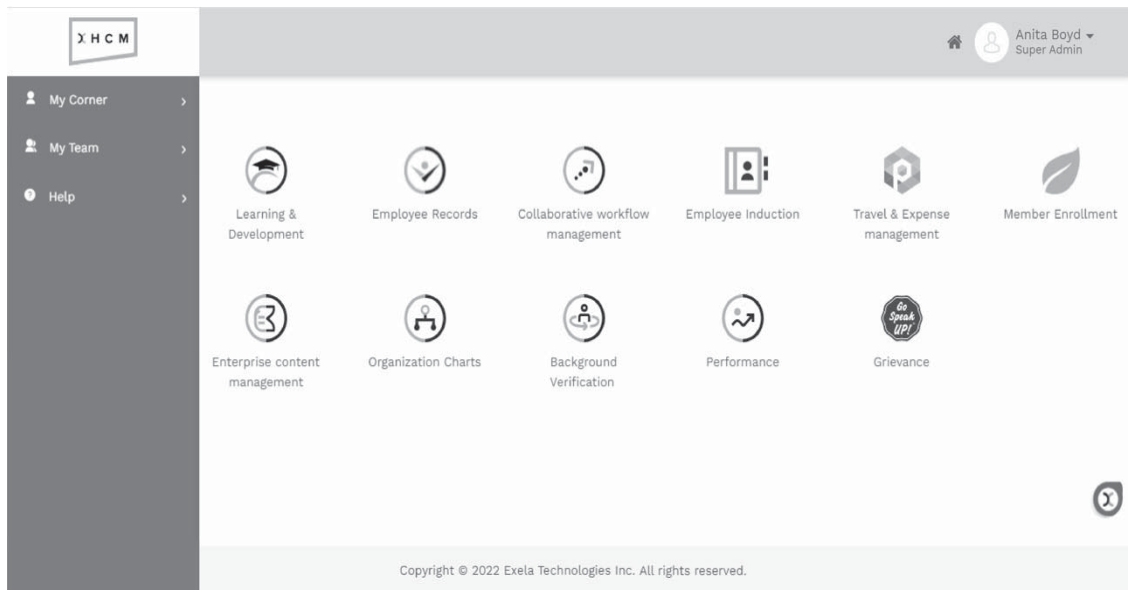 XHCM
Anita Boyd
Super Admin
My Corner
My Team
Help
Learning &
Development
Employee Records
Collaborative workflow
management
Employee Induction
Travel & Expense
management
Member Enrollment
Enterprise content
management
Organization Charts
Background
Verification
Performance
Go
Speak
UP!
Grievance
Copyright © 2022 Exela Technologies Inc. All rights reserved.